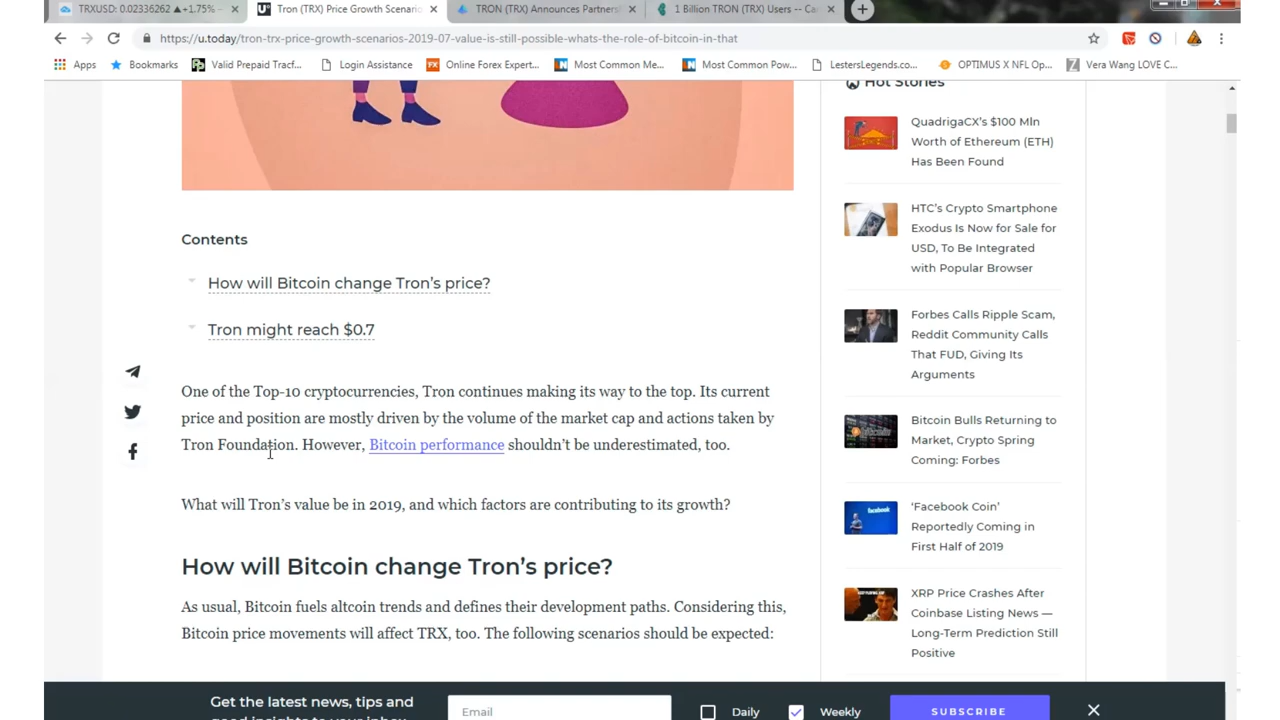 TRXUSD: 0.02336262 ▲+1.75%
Tron (TRX) Price Growth Scenario
TRON (TRX) Announces Partners
1 Billion TRON (TRX) Users -- Ca
https://u.today/tron-trx-price-growth-scenarios-2019-07-value-is-still-possible-whats-the-role-of-bitcoin-in-that
Apps
Bookmarks
Valid Prepaid Tracf...
Login Assistance
Online Forex Expert...
Most Common Me...
Most Common Pow...
LestersLegends.co...
OPTIMUS X NFL Op...
Vera Wang LOVE C...
Contents
How will Bitcoin change Tron's price?
Tron might reach $0.7
One of the Top-10 cryptocurrencies, Tron continues making its way to the top. Its current
price and position are mostly driven by the volume of the market cap and actions taken by
Tron Foundation. However, Bitcoin performance shouldn't be underestimated, too.
What will Tron's value be in 2019, and which factors are contributing to its growth?
How will Bitcoin change Tron's price?
As usual, Bitcoin fuels altcoin trends and defines their development paths. Considering this,
Bitcoin price movements will affect TRX, too. The following scenarios should be expected:
Hot Stories
QuadrigaCX's $100 Mln
Worth of Ethereum (ETH)
Has Been Found
HTC's Crypto Smartphone
Exodus Is Now for Sale for
USD, To Be Integrated
with Popular Browser
Forbes Calls Ripple Scam,
Reddit Community Calls
That FUD, Giving Its
Arguments
Bitcoin Bulls Returning to
Market, Crypto Spring
Coming: Forbes
'Facebook Coin'
Reportedly Coming in
First Half of 2019
XRP Price Crashes After
Coinbase Listing News —
Long-Term Prediction Still
Positive
Get the latest news, tips and
good insights to your inbox
Email
Daily
Weekly
SUBSCRIBE